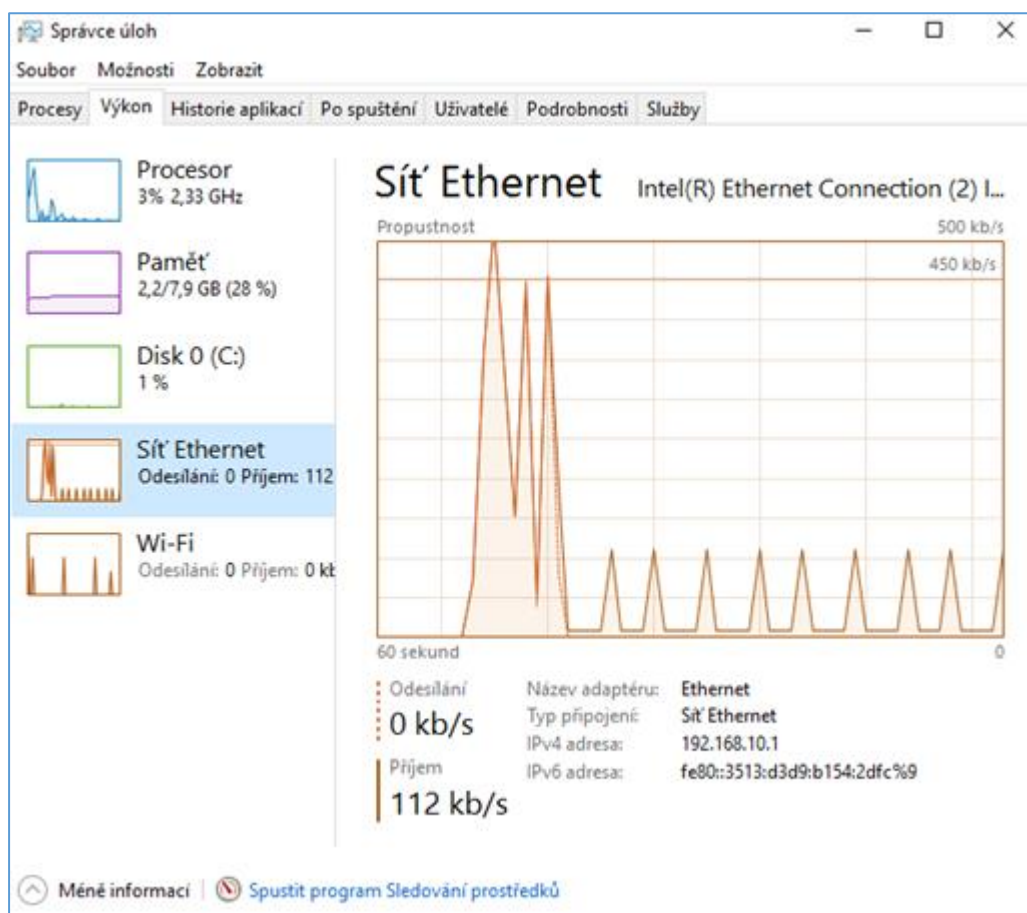 Správce úloh
Soubor Možnosti Zobrazit
Procesy Výkon Historie aplikací Po spuštění Uživatelé Podrobnosti Služby
Procesor
3% 2,33 GHz
Paměť
2,2/7,9 GB (28 %)
Disk 0 (C:)
1 %
Síť Ethernet
Odesílání: 0 Příjem: 112
Wi-Fi
Odesílání: 0 Příjem: 0 kb
Síť Ethernet Intel(R) Ethernet Connection (2) I...
Propustnost 500 kb/s
450 kb/s
60 sekund 0
Odesílání
0 kb/s
Příjem
112 kb/s
Název adaptéru: Ethernet
Typ připojení: Síť Ethernet
IPv4 adresa: 192.168.10.1
IPv6 adresa: fe80::3513:d3d9:b154:2dfc%9
Méně informací Spustit program Sledování prostředků